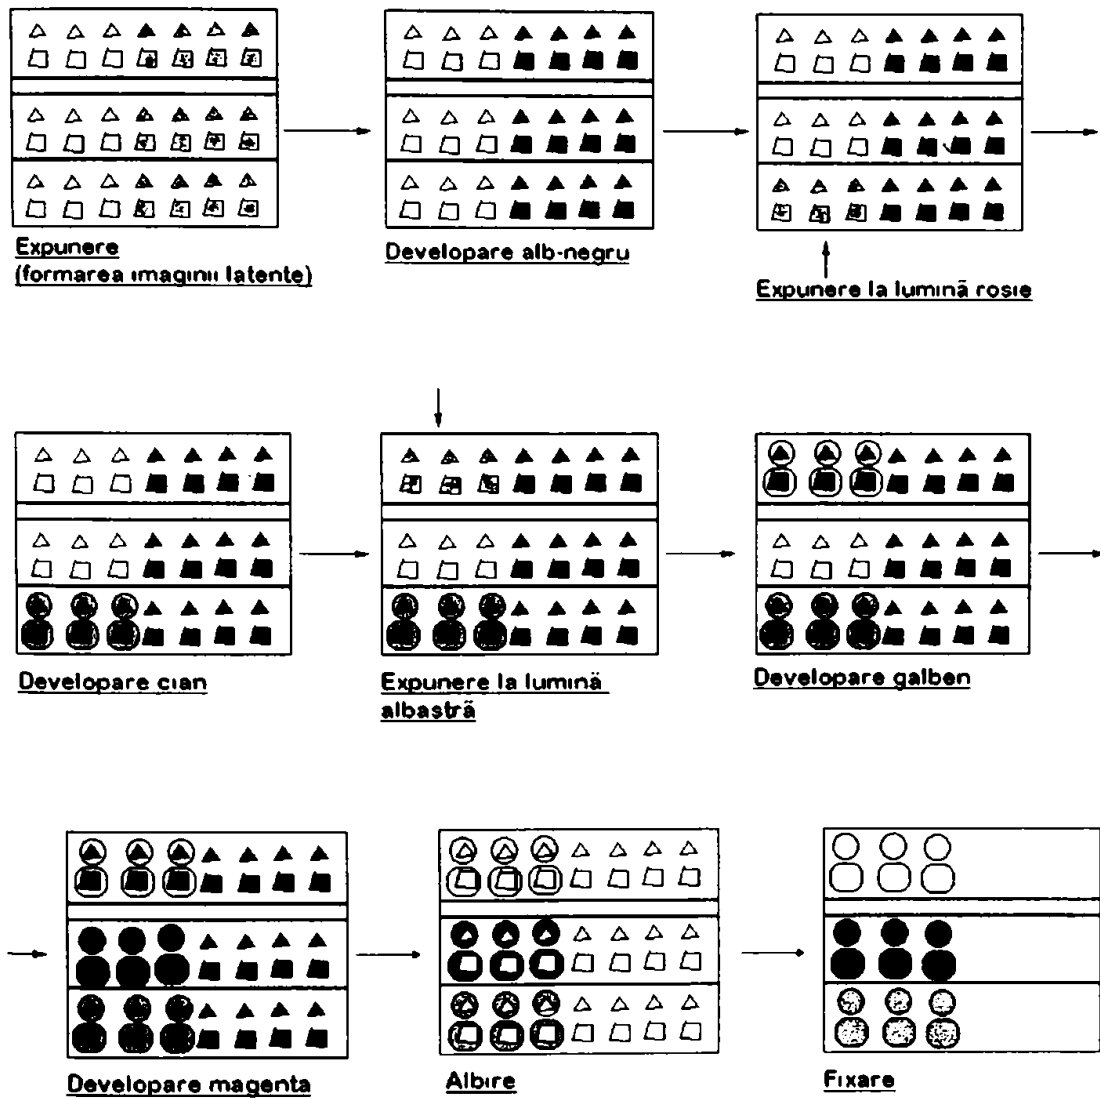 Expunere
(formarea imaginii latente)
Developare alb-negru
Expunere la lumină rosie
Developare cian
Expunere la lumină
albastră
Developare galben
Developare magenta
Albire
Fixare